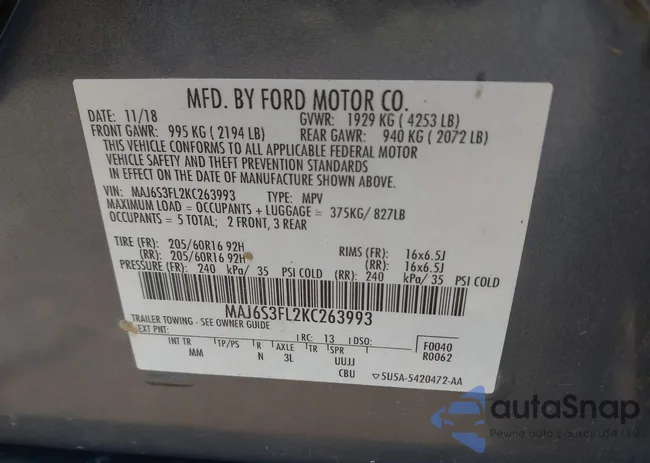 MFD. BY FORD MOTOR CO.
DATE: 11/18 GVWR: 1929 KG ( 4253 LB)
FRONT GAWR: 995 KG ( 2194 LB) REAR GAWR: 940 KG ( 2072 LB)
THIS VEHICLE CONFORMS TO ALL APPLICABLE FEDERAL MOTOR
VEHICLE SAFETY AND THEFT PREVENTION STANDARDS
IN EFFECT ON THE DATE OF MANUFACTURE SHOWN ABOVE.
VIN: MAJ6S3FL2KC263993 TYPE: MPV
MAXIMUM LOAD = OCCUPANTS + LUGGAGE = 375KG/ 827LB
OCCUPANTS = 5 TOTAL; 2 FRONT, 3 REAR
TIRE (FR): 205/60R16 92H RIMS (FR): 16x6.5J
(RR): 205/60R16 92H (RR): 16x6.5J
PRESSURE (FR): 240 kPa/ 35 PSI COLD (RR): 240 kPa/ 35 PSI COLD
MAJ6S3FL2KC263993
TRAILER TOWING - SEE OWNER GUIDE
EXT PNT: RC: 13 DSO: F0040
INT TR TP/PS R AXLE TR SPR R0062
MM N 3L UUJJ
CBU 5U5A-5420472-AA
autoSnap
Pewne auto z aukcji USA i EU